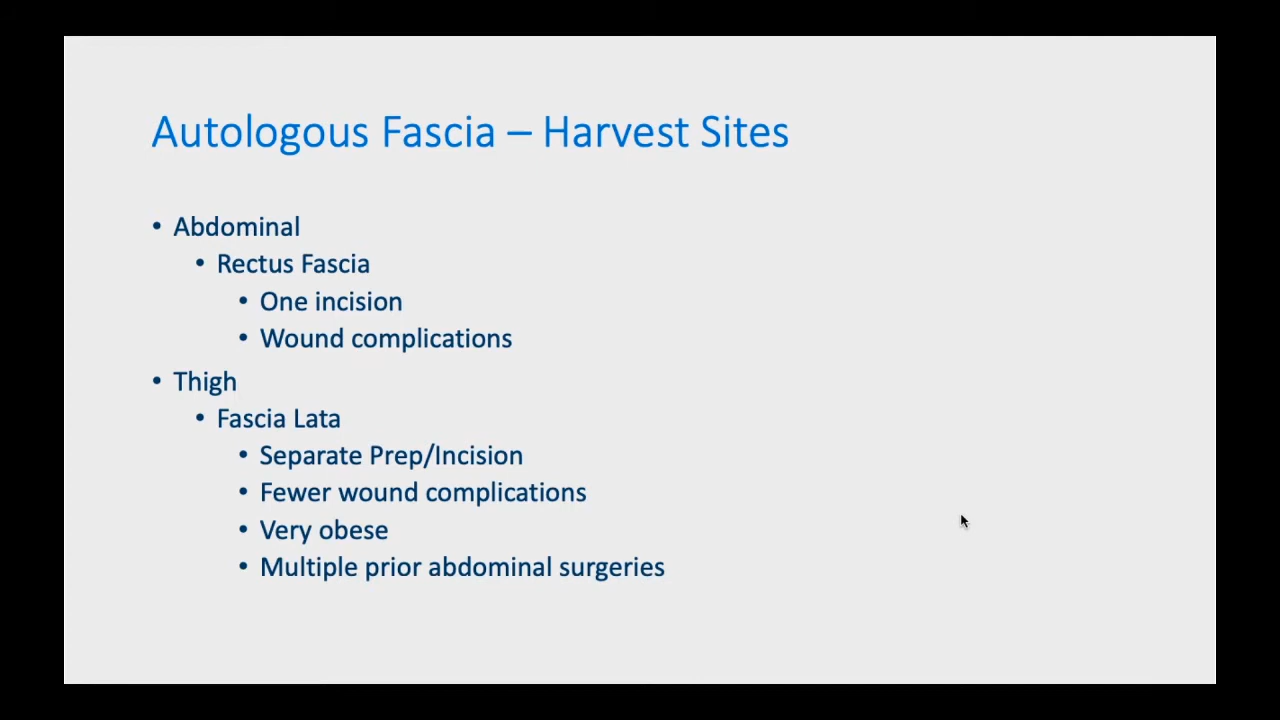 Autologous Fascia – Harvest Sites
• Abdominal
• Rectus Fascia
• One incision
• Wound complications
• Thigh
• Fascia Lata
• Separate Prep/Incision
• Fewer wound complications
• Very obese
• Multiple prior abdominal surgeries